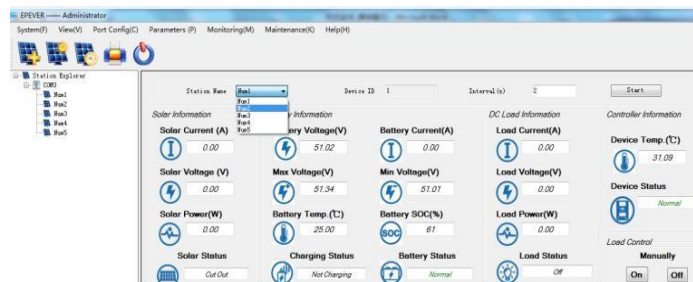 EPEVER —— Administrator
System(F) View(V) Port Config(C) Parameters (P) Monitoring(M) Maintenance(K) Help(H)
Station Explorer
COM3
Num1
Num2
Num3
Num4
Num5
Station Name Num1 Device ID 1 Interval(s) 2 Start
Num1
Num2
Num3
Num4
Num5
Solar Information y Information DC Load Information Controller Information
Solar Current (A) ery Voltage(V) Battery Current(A) Load Current(A)
0.00 51.02 0.00 0.00
Device Temp.(℃)
31.09
Solar Voltage (V) Max Voltage(V) Min Voltage(V) Load Voltage(V)
0.00 51.34 51.01 0.00
Device Status
Normal
Solar Power(W) Battery Temp.(℃) Battery SOC(%) Load Power(W)
0.00 25.00 SOC 61 0.00
Load Control
Solar Status Charging Status Battery Status Load Status Manually
Cut Out Not Charging Normal Off On Off